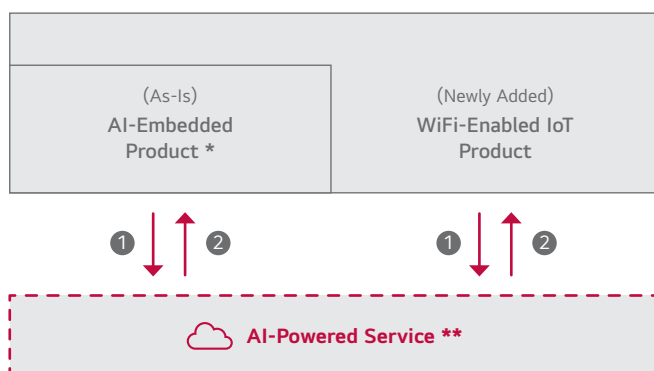 (As-Is)
AI-Embedded
Product *
(Newly Added)
WiFi-Enabled IoT
Product
1
2
1
2
AI-Powered Service **